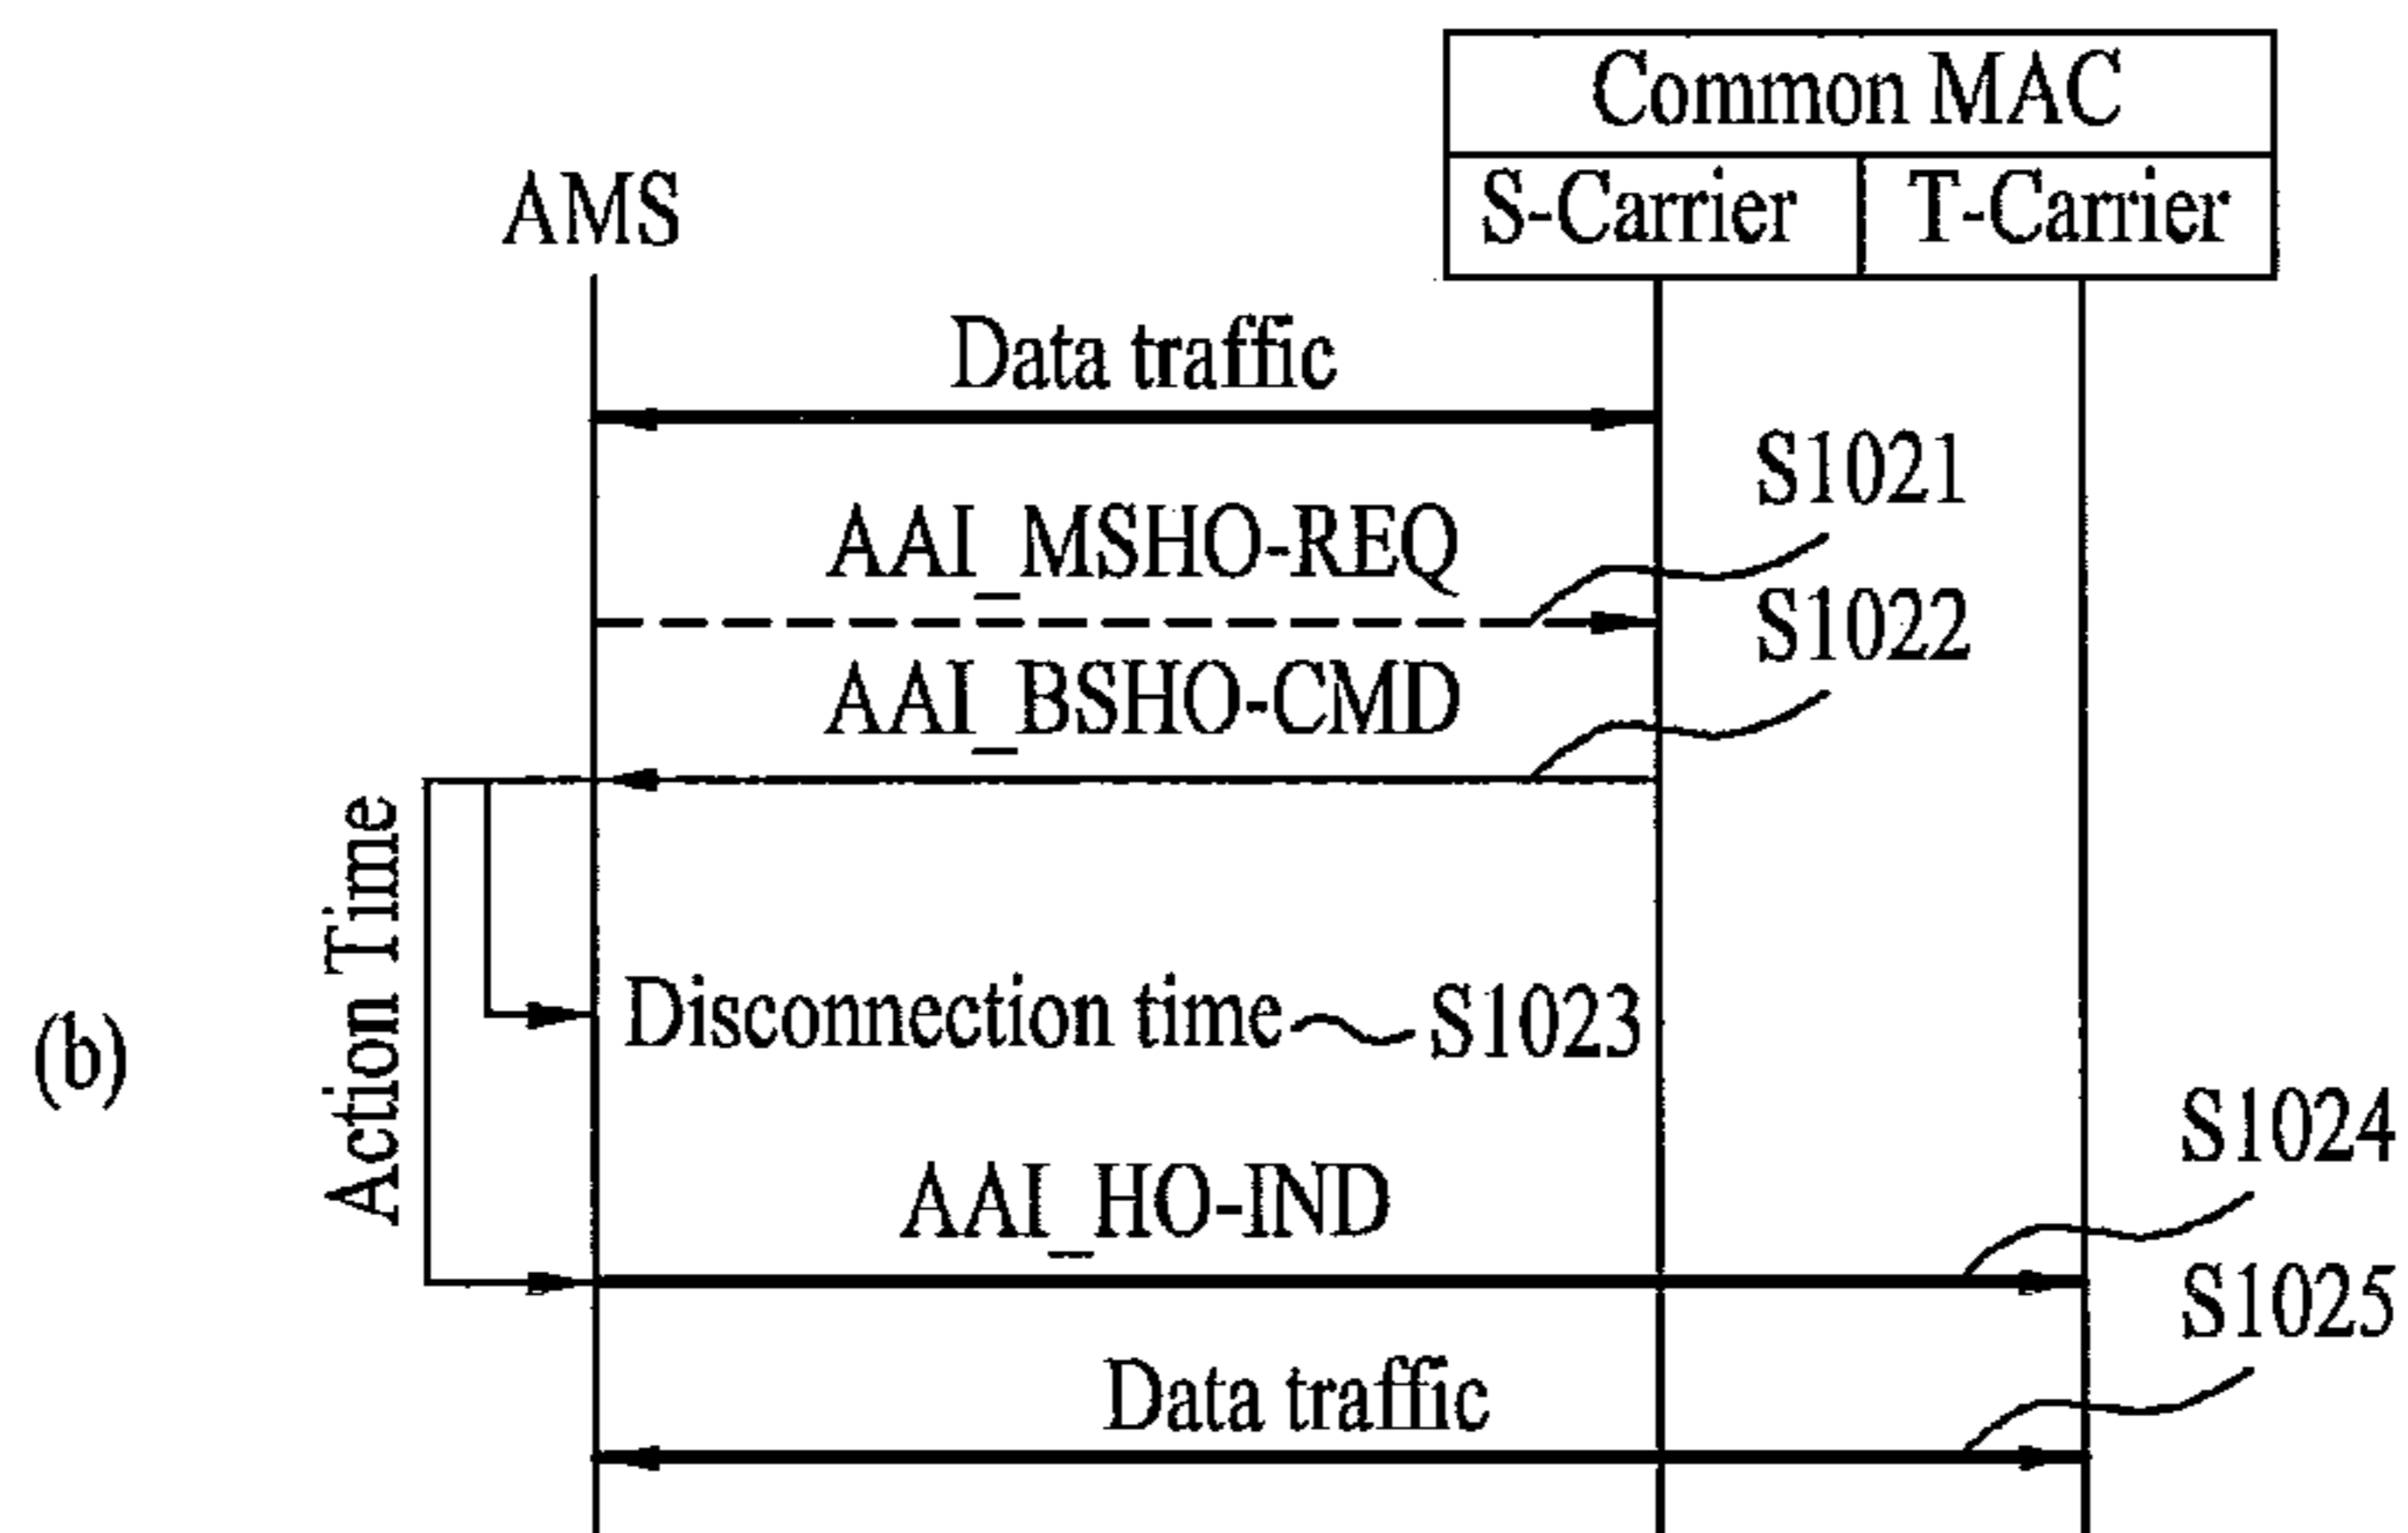 Common MAC
AMS
S-Carrier
T-Carrier
Data traffic
S1021
AAI_MSHO-REQ
S1022
AAI_BSHO-CMD
Action Time
Disconnection time
S1023
(b)
S1024
AAI_HO-IND
S1025
Data traffic